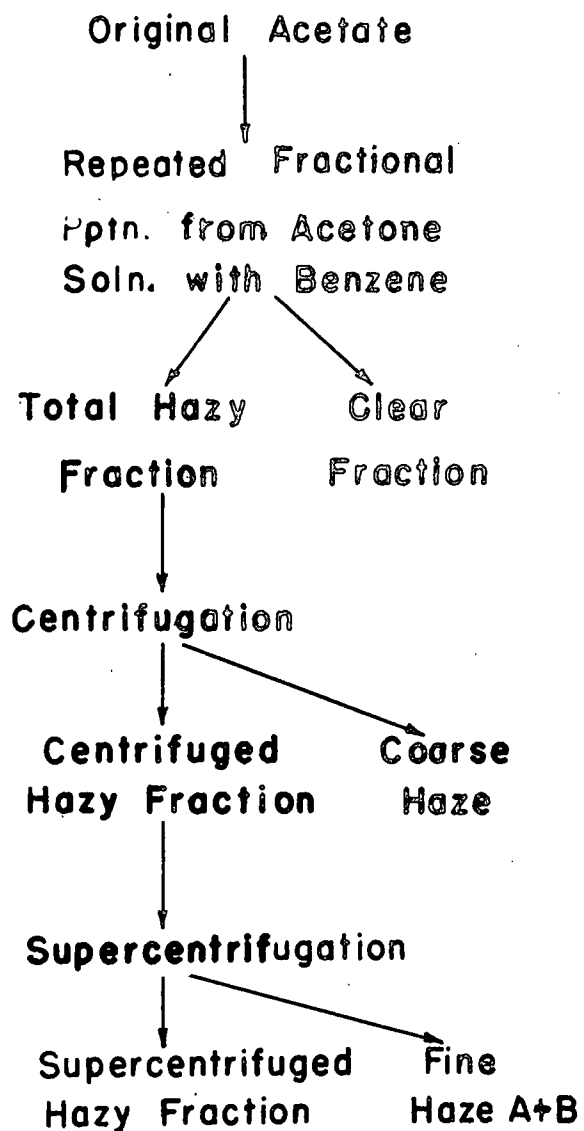 Original Acetate
Repeated Fractional
Pptn. from Acetone
Soln. with Benzene
Total Hazy Clear
Fraction Fraction
Centrifugation
Centrifuged Coarse
Hazy Fraction Haze
Supercentrifugation
Supercentrifuged Fine
Hazy Fraction Haze A+B